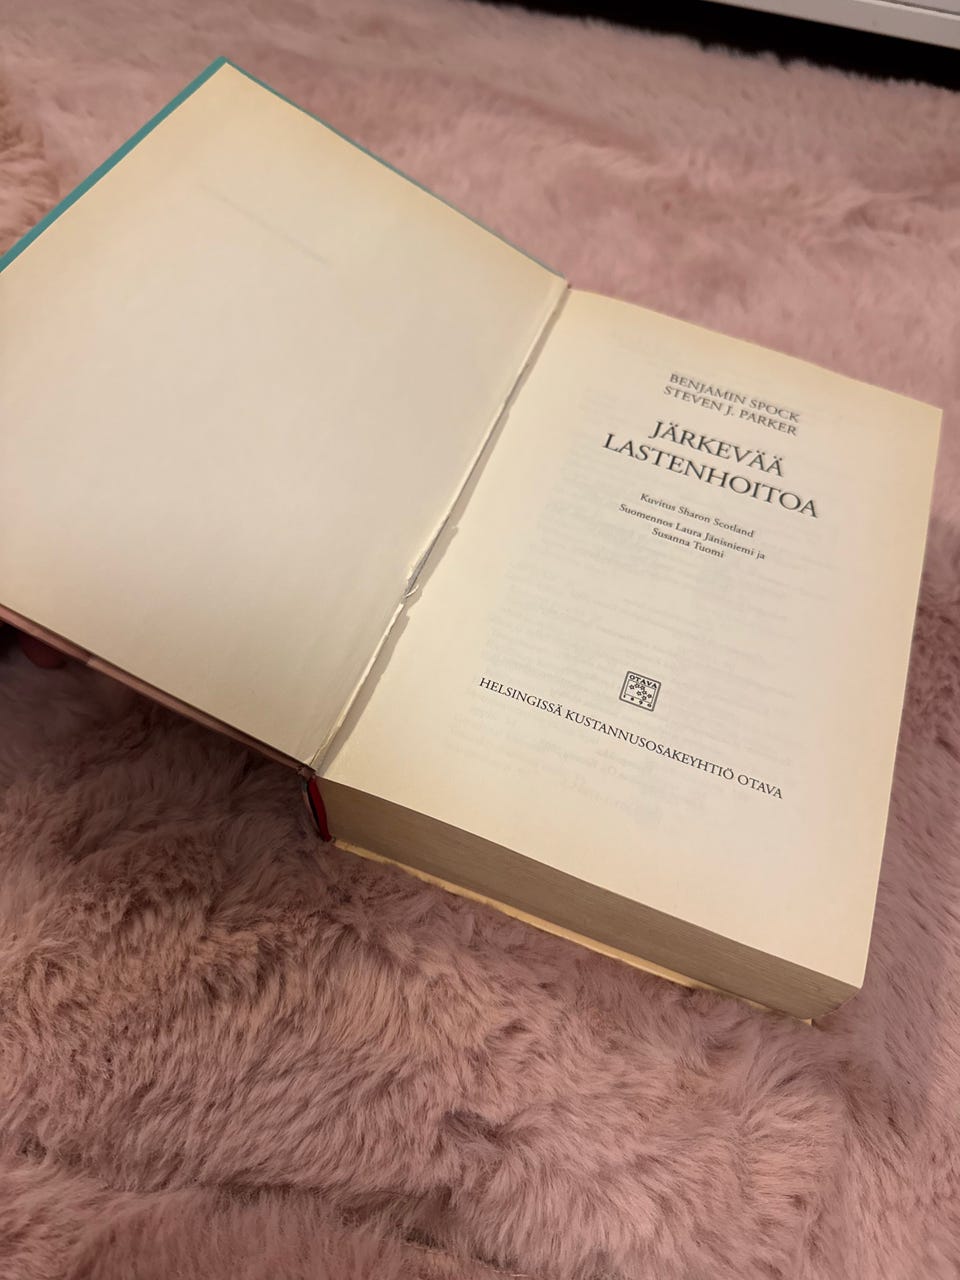 BENJAMIN SPOCK
STEVEN J. PARKER
JÄRKEVÄÄ
LASTENHOITOA
Kuvitus Sharon Scotland
Suomennos Laura Jänisniemi ja
Susanna Tuomi
OTAVA
1890
HELSINGISSÄ KUSTANNUSOSAKEYHTIÖ OTAVA